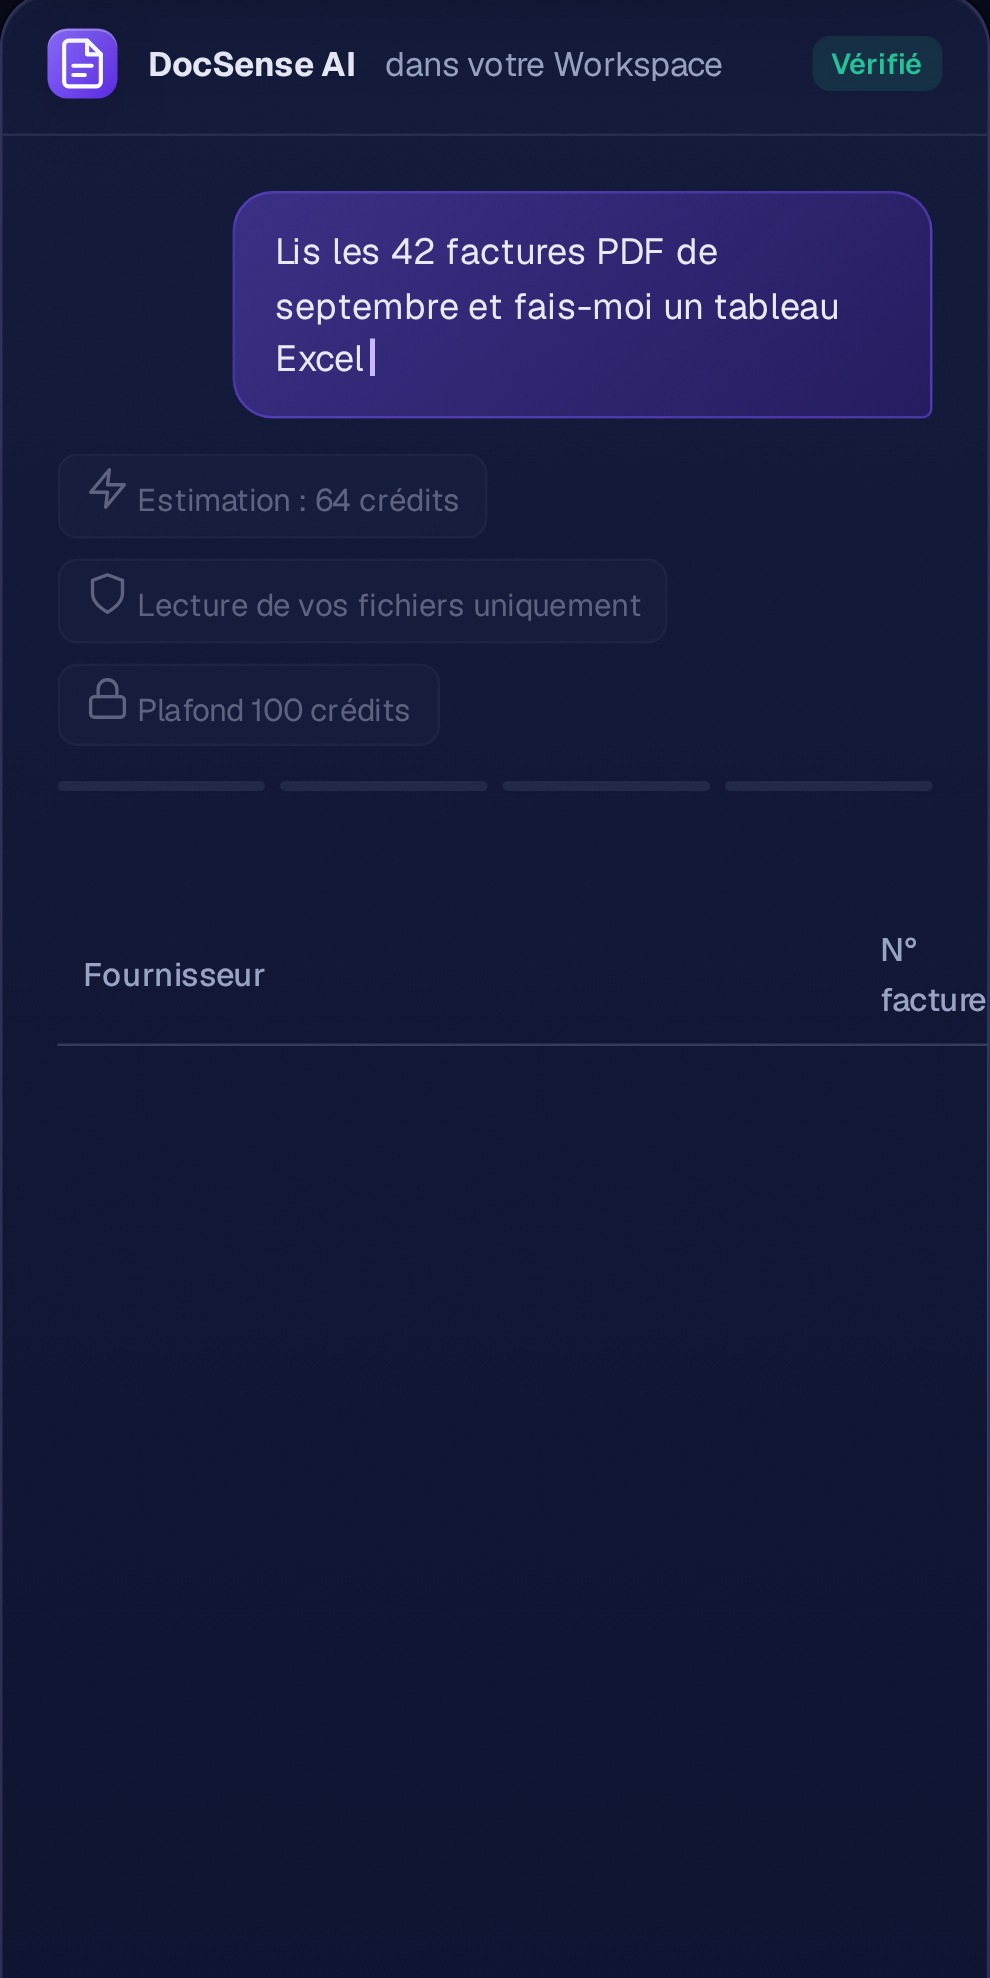 DocSense AI dans votre Workspace Vérifié
Lis les 42 factures PDF de
septembre et fais-moi un tableau
Excel
Estimation : 64 crédits
Lecture de vos fichiers uniquement
Plafond 100 crédits
Fournisseur
N°
facture